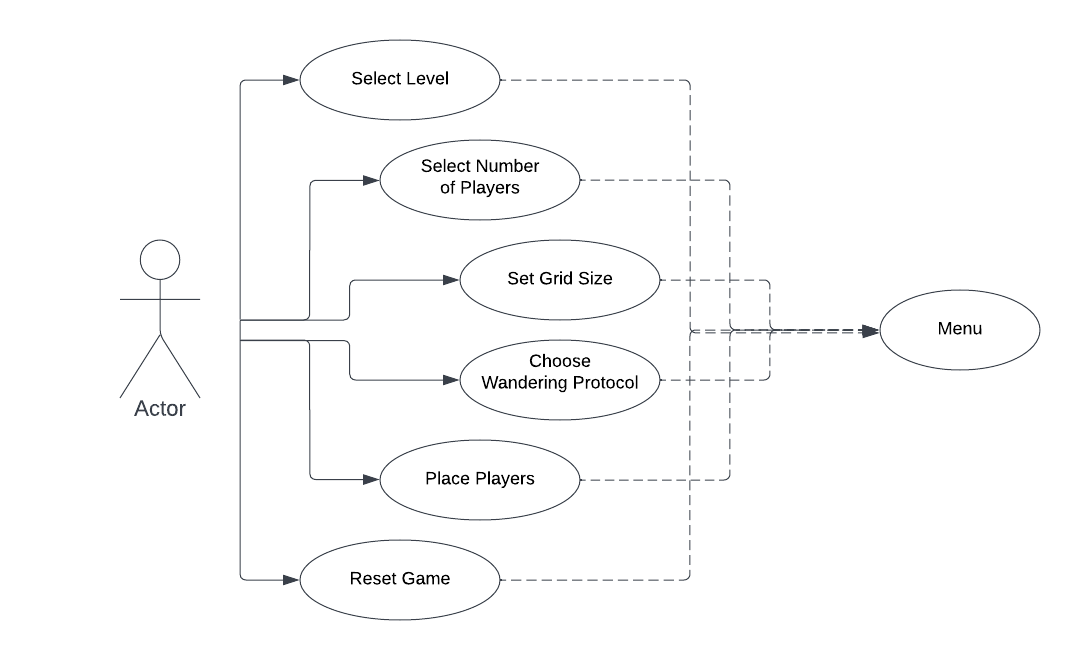 Select Level
Select Number
of Players
Set Grid Size
Choose
Wandering Protocol
Place Players
Reset Game
Menu
Actor